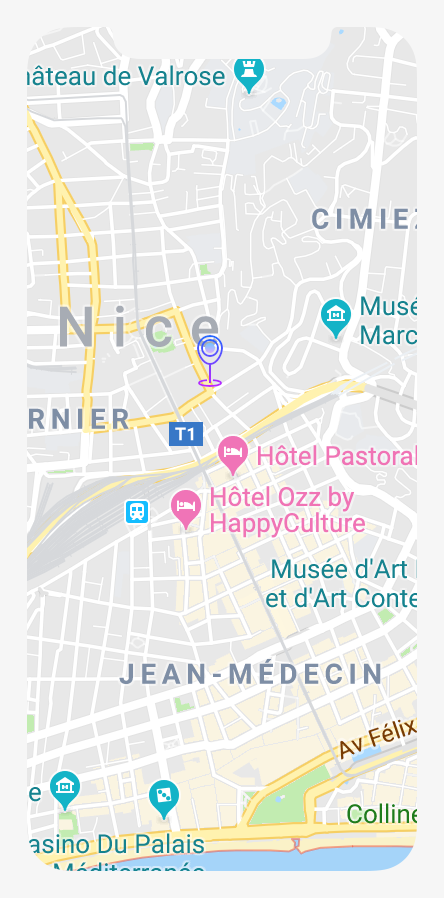 hâteau de Valrose
CIMIEZ
Nice
Musé
Marc
RNIER
T1
Hôtel Pastoral
Hôtel Ozz by
HappyCulture
Musée d'Art
et d'Art Conte
JEAN-MÉDECIN
Av Félix
e
Colline
asino Du Palais
Méditerranée